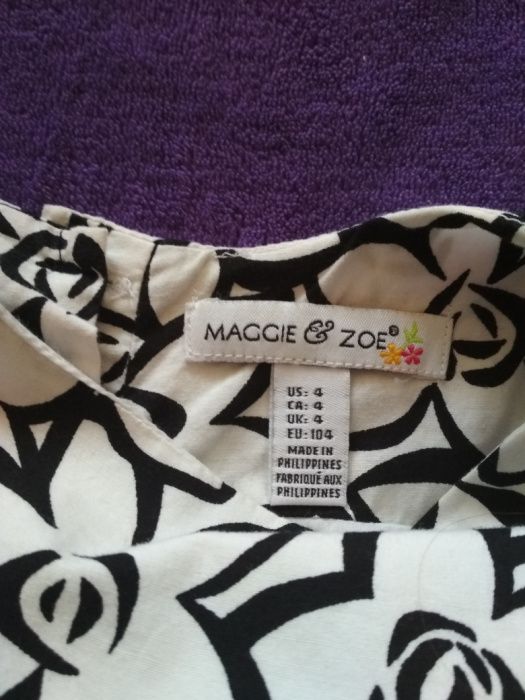 MAGGIE & ZOE®
US: 4
CA: 4
UK: 4
EU: 104
MADE IN
PHILIPPINES
FABRIQUÉ AUX
PHILIPPINES